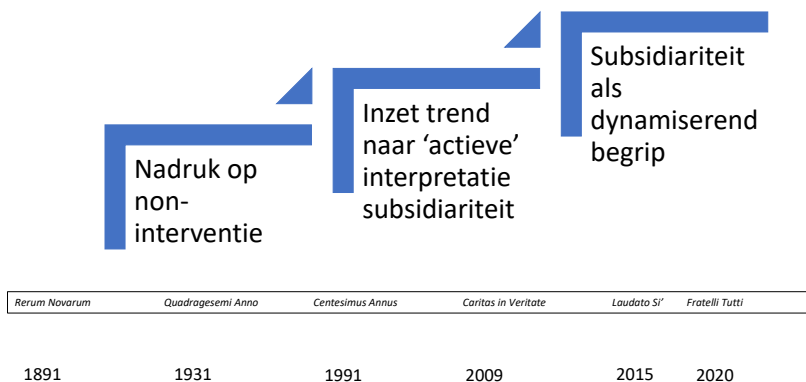 Nadruk op
non-
interventie
Inzet trend
naar ‘actieve’
interpretatie
subsidiariteit
Subsidiariteit
als
dynamiserend
begrip
Rerum Novarum Quadragesemi Anno Centesimus Annus Caritas in Veritate Laudato Si’ Fratelli Tutti
1891 1931 1991 2009 2015 2020